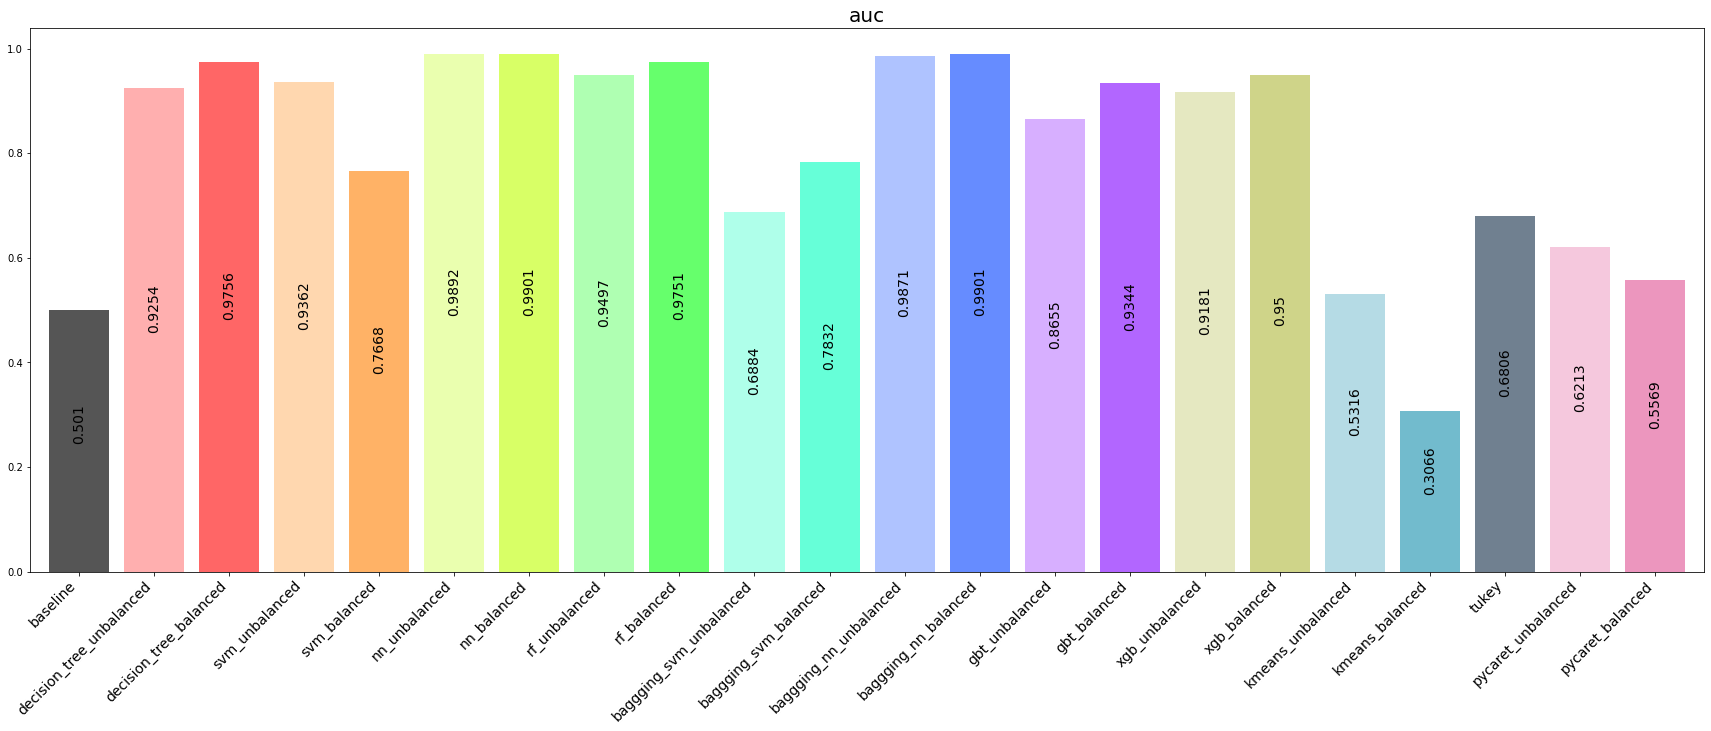 auc
1.0
0.8
0.6
0.4
0.2
0.0
0.501
0.9254
0.9756
0.9362
0.7668
0.9892
0.9901
0.9497
0.9751
0.6884
0.7832
0.9871
0.9901
0.8655
0.9344
0.9181
0.95
0.5316
0.3066
0.6806
0.6213
0.5569
baseline
decision_tree_unbalanced
decision_tree_balanced
svm_unbalanced
svm_balanced
nn_unbalanced
nn_balanced
rf_unbalanced
rf_balanced
baggging_svm_unbalanced
baggging_svm_balanced
baggging_nn_unbalanced
baggging_nn_balanced
gbt_unbalanced
gbt_balanced
xgb_unbalanced
xgb_balanced
kmeans_unbalanced
kmeans_balanced
tukey
pycaret_unbalanced
pycaret_balanced